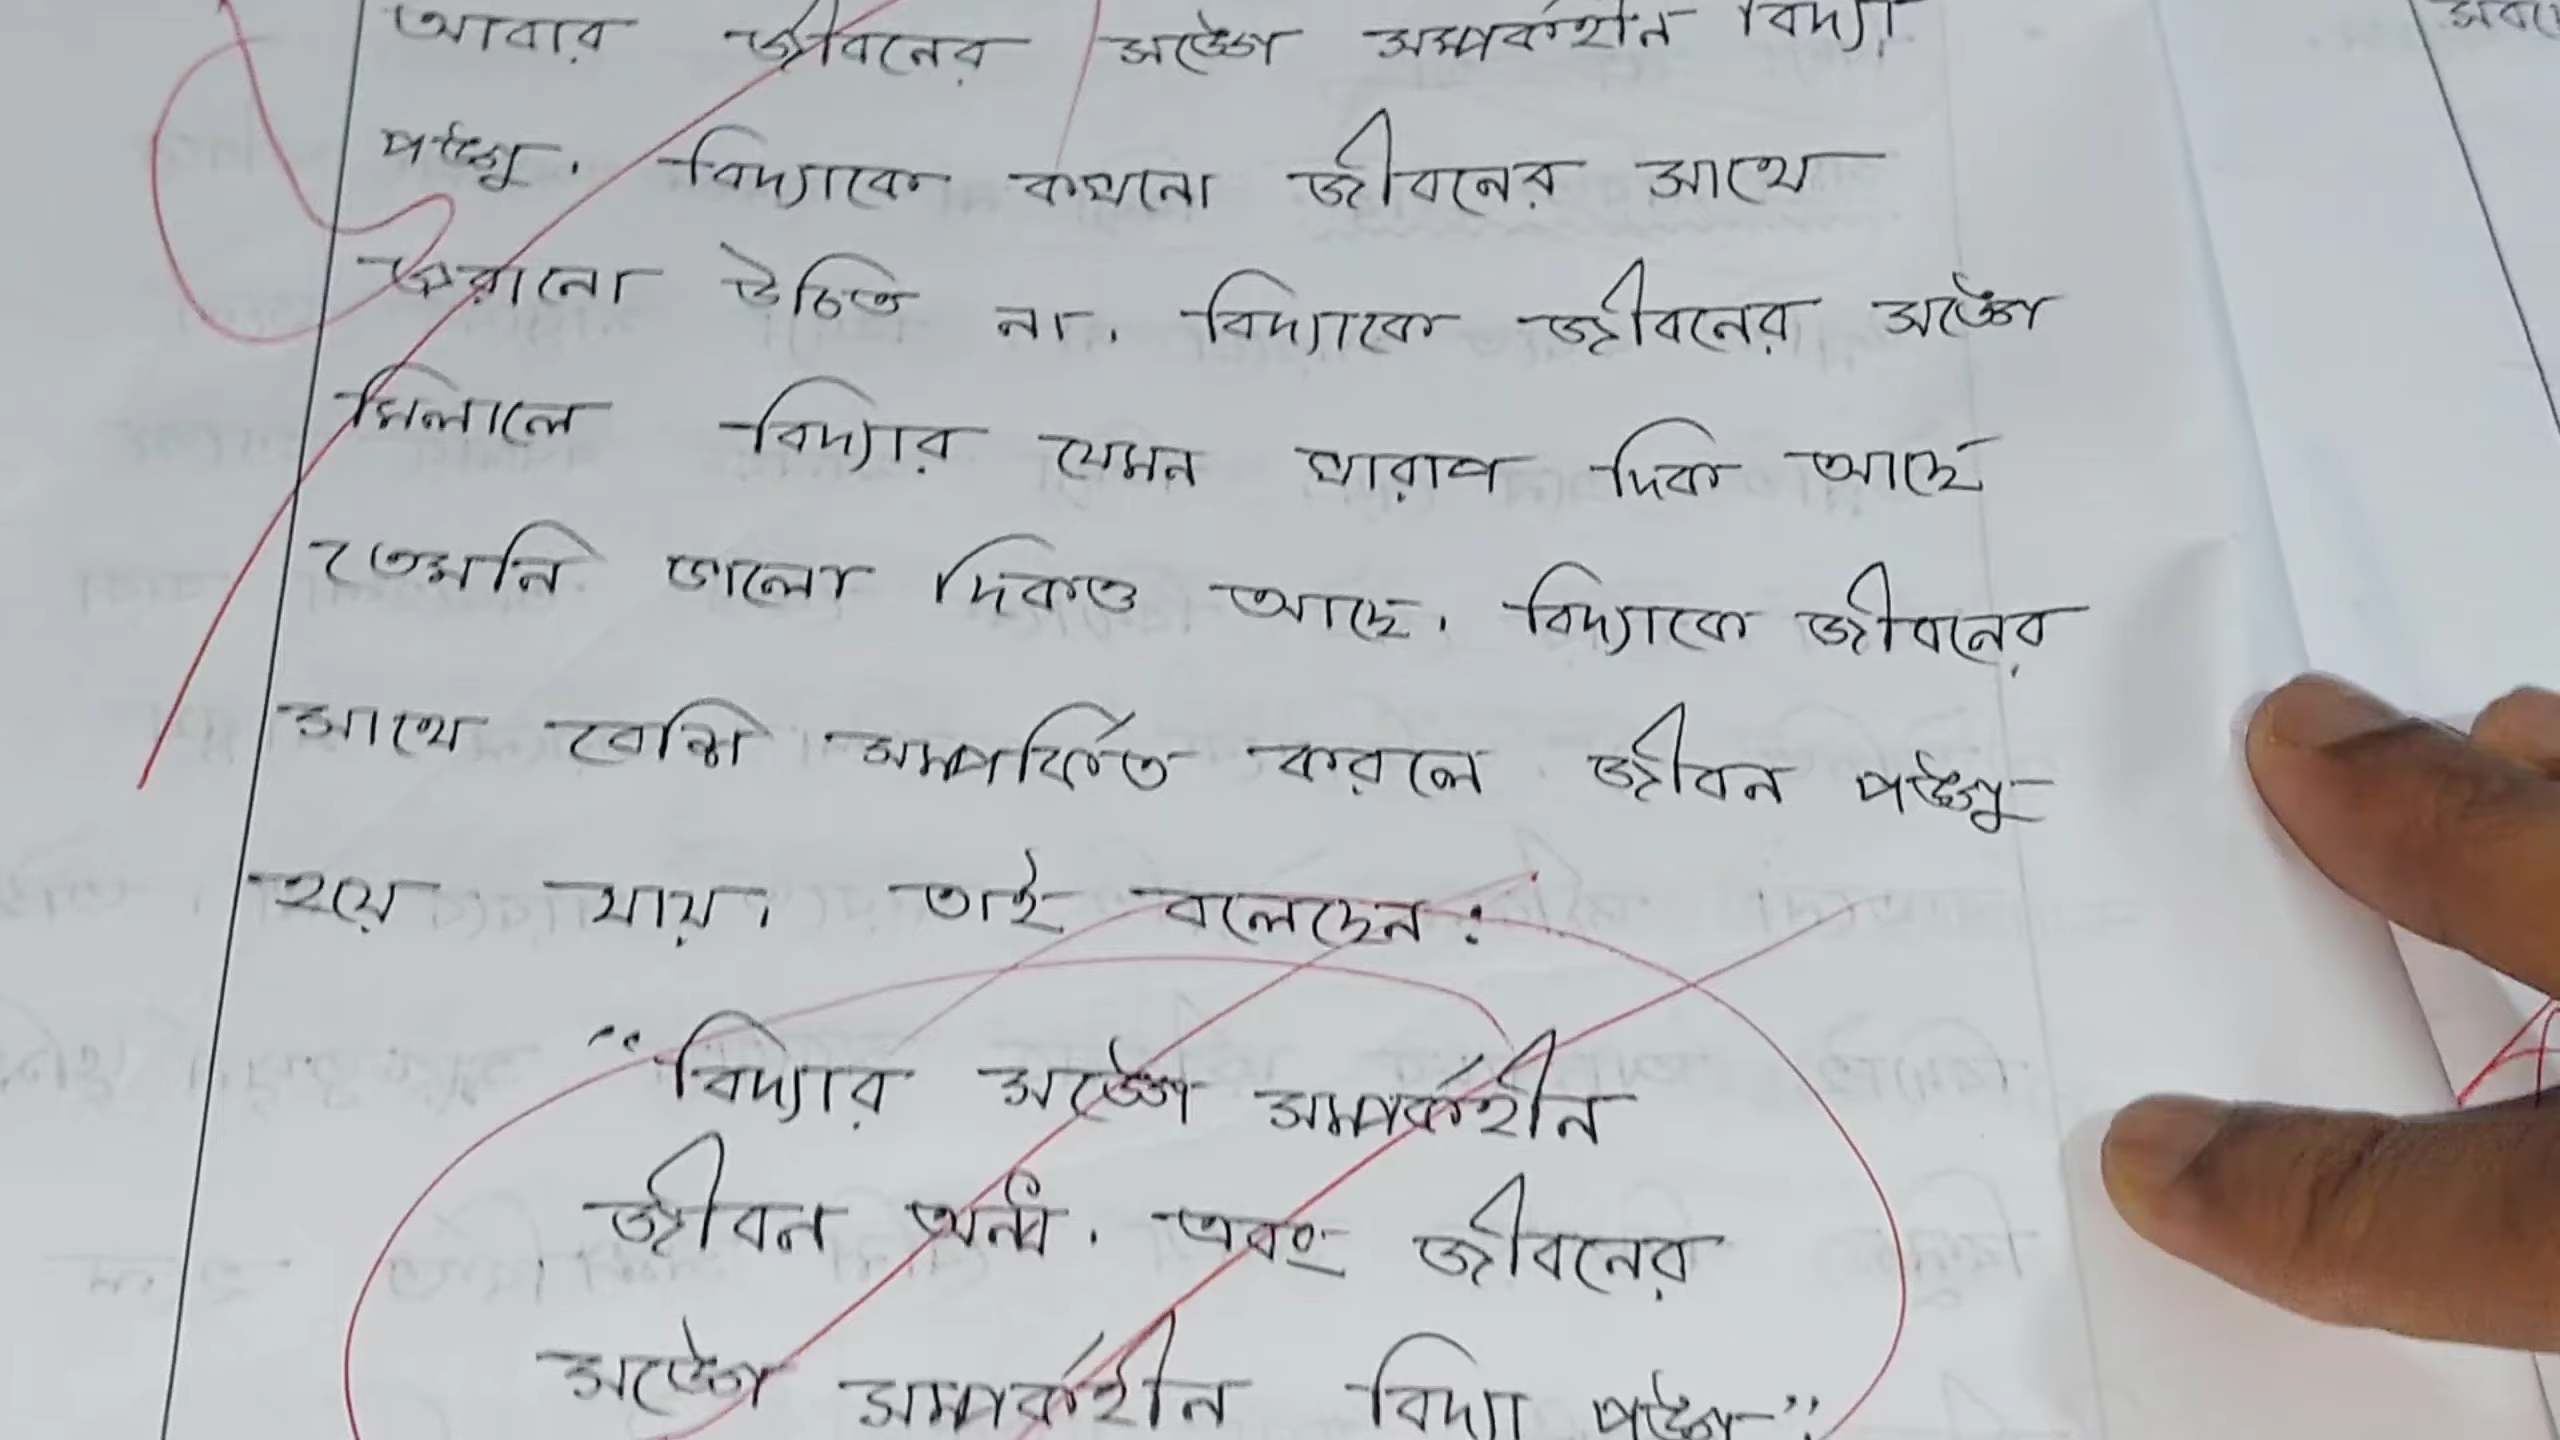 আবার জীবনের সঙ্গে সম্পর্কহীন বিদ্যা
পঙ্গু। বিদ্যাকে কখনো জীবনের সাথে
উচিত না। বিদ্যাকে জীবনের সঙ্গে
মিলালে বিদ্যার যেমন খারাপ দিক আছে
তেমনি ভালো দিকও আছে। বিদ্যাকে জীবনের
সাথে বেশি সম্পর্কিত করলে জীবন পঙ্গু
হয়ে যায়। তাই বলেছেন:
“বিদ্যার সঙ্গে সম্পর্কহীন
জীবন অন্ধ। এবং জীবনের
সঙ্গে সম্পর্কহীন বিদ্যা পঙ্গু”